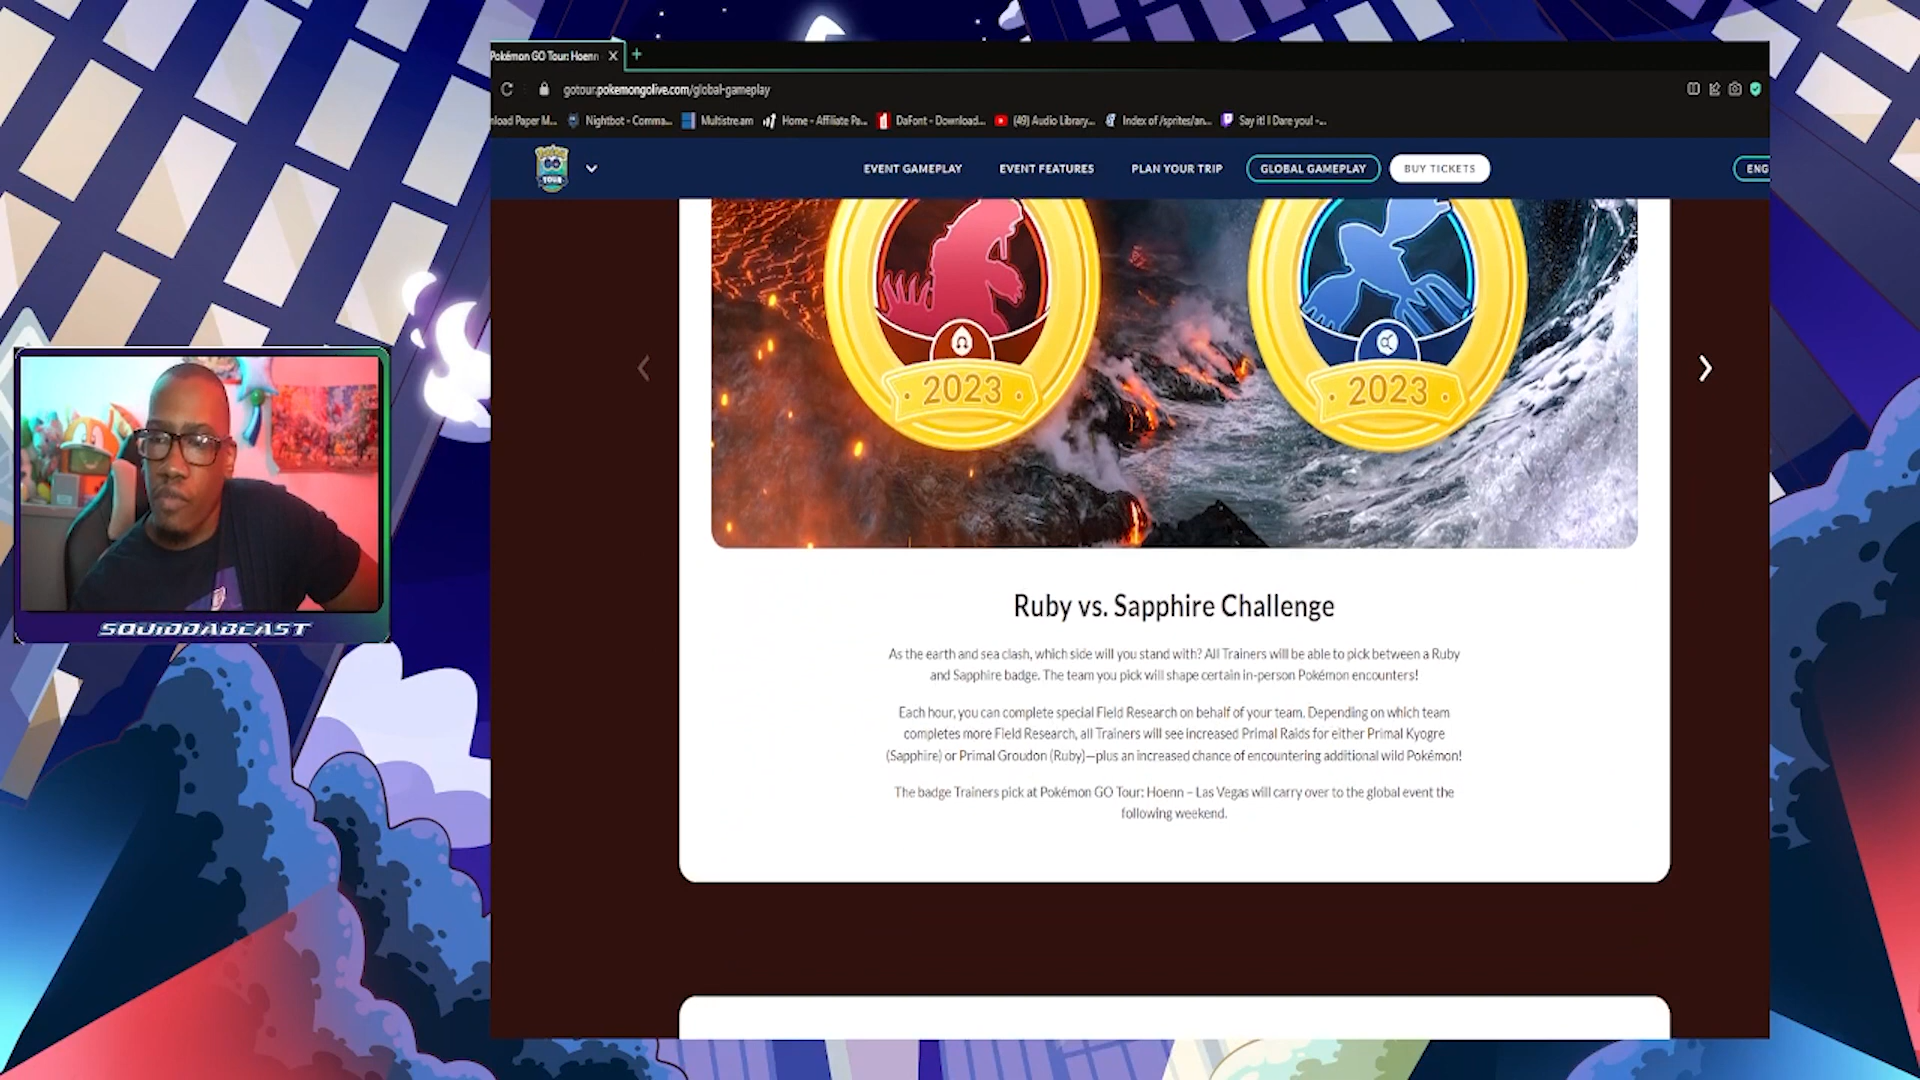 Pokémon GO Tour: Hoenn
gotour.pokemongolive.com/global-gameplay
nload Paper M...
Nightbot - Comma...
Multistre.am
Home - Affiliate Pa...
DaFont - Download...
(49) Audio Library...
Index of /sprites/an...
Say it! I Dare you! -...
TOUR
EVENT GAMEPLAY
EVENT FEATURES
PLAN YOUR TRIP
GLOBAL GAMEPLAY
BUY TICKETS
ENG
2023
2023
Ruby vs. Sapphire Challenge
As the earth and sea clash, which side will you stand with? All Trainers will be able to pick between a Ruby
and Sapphire badge. The team you pick will shape certain in-person Pokémon encounters!
Each hour, you can complete special Field Research on behalf of your team. Depending on which team
completes more Field Research, all Trainers will see increased Primal Raids for either Primal Kyogre
(Sapphire) or Primal Groudon (Ruby)—plus an increased chance of encountering additional wild Pokémon!
The badge Trainers pick at Pokémon GO Tour: Hoenn – Las Vegas will carry over to the global event the
following weekend.
SQUIDDABEAST